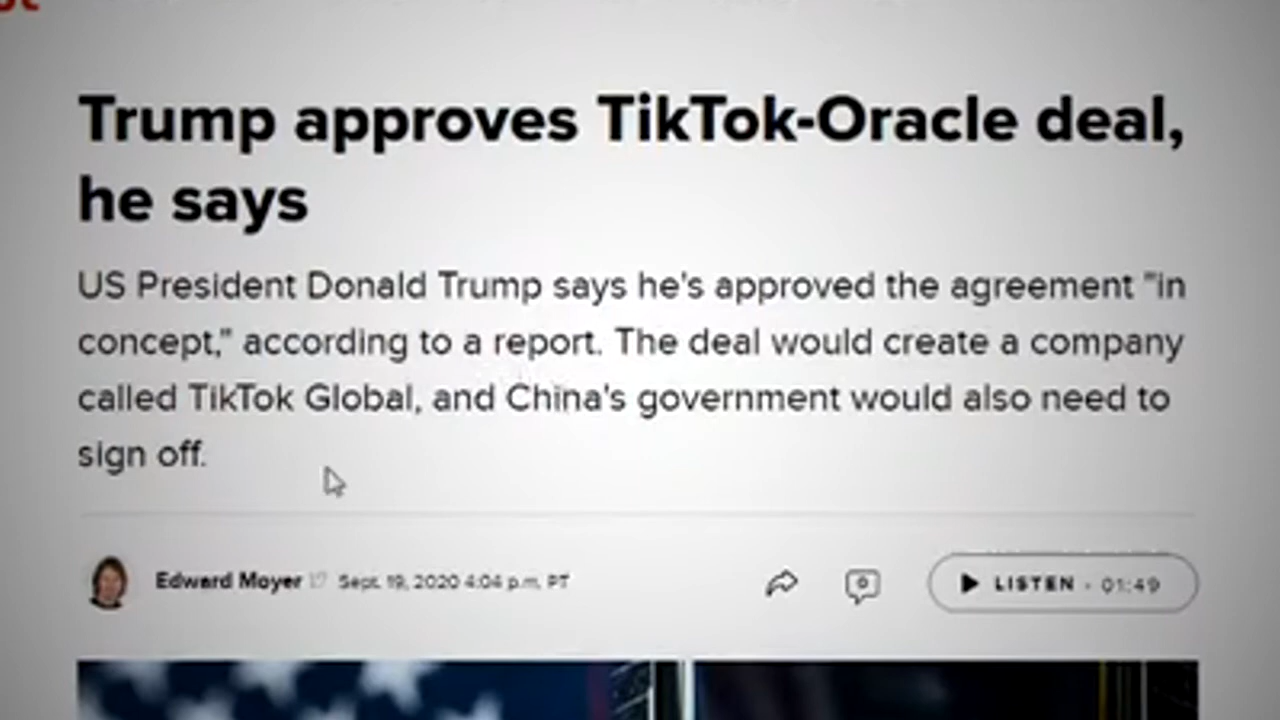 Trump approves TikTok-Oracle deal,
he says
US President Donald Trump says he's approved the agreement "in
concept," according to a report. The deal would create a company
called TikTok Global, and China's government would also need to
sign off.
Edward Moyer
Sept. 19, 2020 4:04 p.m. PT
0
LISTEN - 01:49